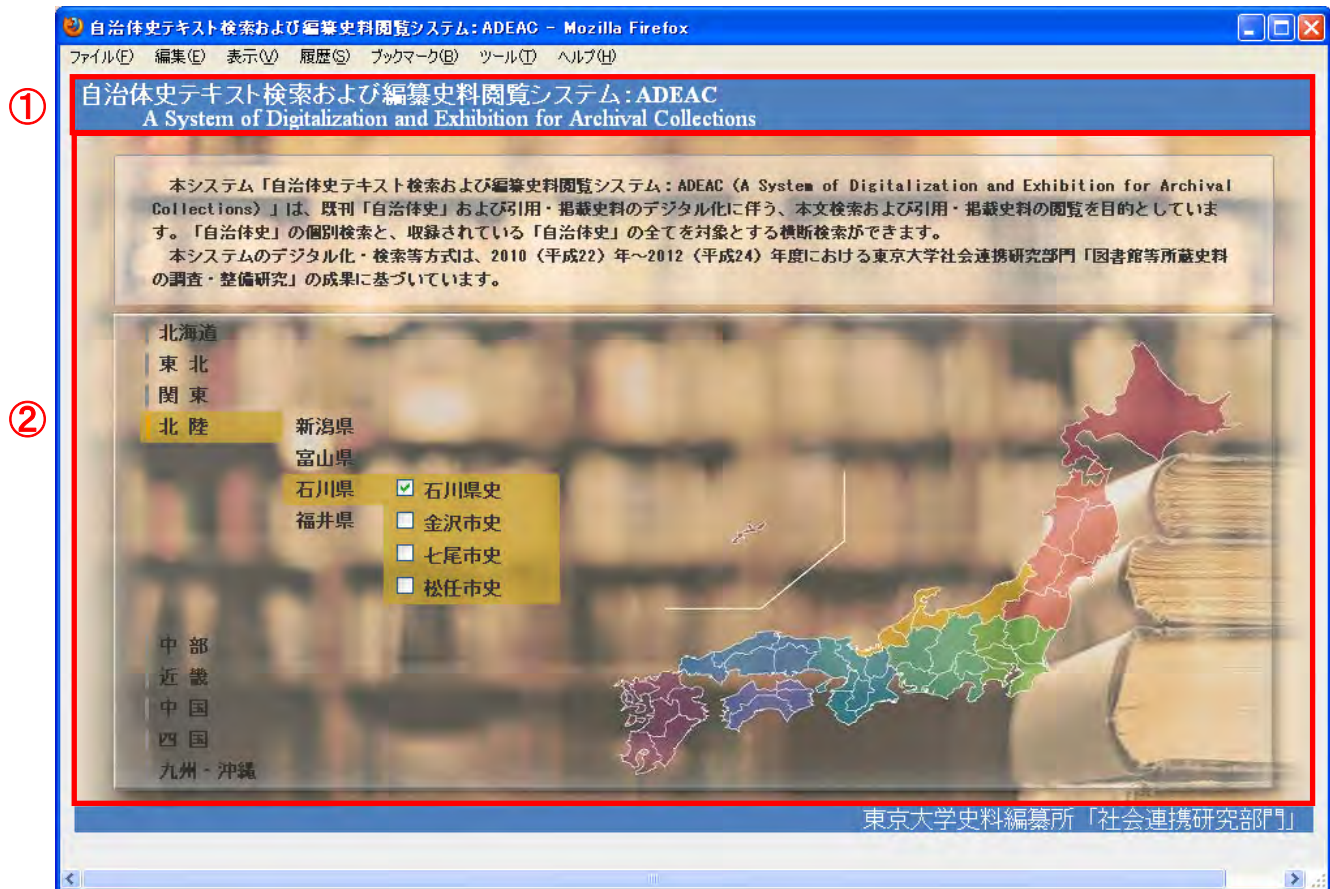 自治体史テキスト検索および編纂史料閲覧システム：ADEAC - Mozilla Firefox
ファイル(F) 編集(E) 表示(V) 履歴(S) ブックマーク(B) ツール(T) ヘルプ(H)
①
自治体史テキスト検索および編纂史料閲覧システム：ADEAC
A System of Digitalization and Exhibition for Archival Collections
本システム「自治体史テキスト検索および編纂史料閲覧システム：ADEAC（A System of Digitalization and Exhibition for Archival
Collections）」は、既刊「自治体史」および引用・掲載史料のデジタル化に伴う、本文検索および引用・掲載史料の閲覧を目的としていま
す。「自治体史」の個別検索と、収録されている「自治体史」の全てを対象とする横断検索ができます。
本システムのデジタル化・検索等方式は、2010（平成22）年～2012（平成24）年度における東京大学社会連携研究部門「図書館等所蔵史料
の調査・整備研究」の成果に基づいています。
②
北海道
東 北
関 東
北 陸
新潟県
富山県
石川県
石川県史
福井県
金沢市史
七尾市史
松任市史
中 部
近 畿
中 国
四 国
九州・沖縄
東京大学史料編纂所「社会連携研究部門」